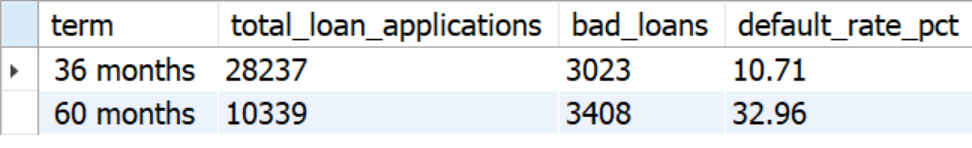 term total_loan_applications bad_loans default_rate_pct
36 months 28237 3023 10.71
60 months 10339 3408 32.96